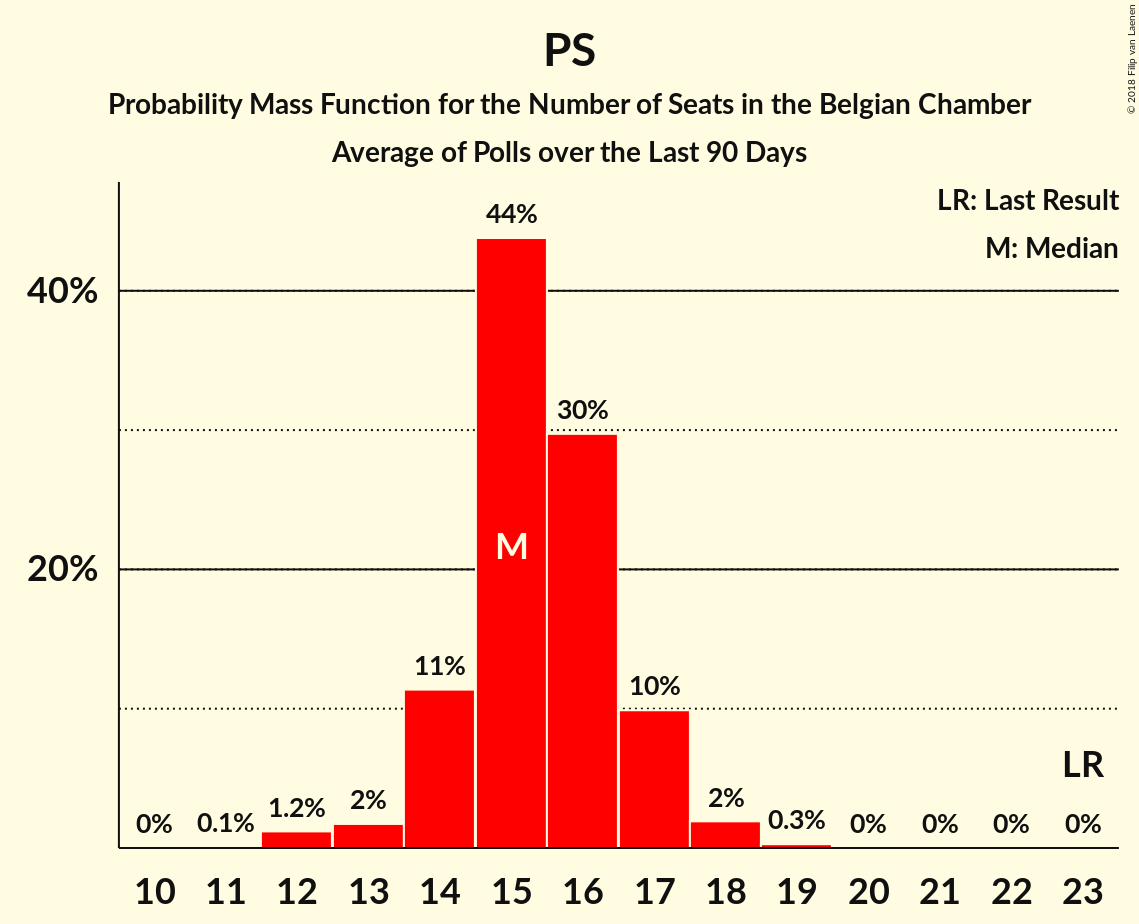 PS
Probability Mass Function for the Number of Seats in the Belgian Chamber
Average of Polls over the Last 90 Days
© 2018 Filip van Laenen
LR: Last Result
M: Median
40%
20%
0%
0.1%
1.2%
2%
11%
44%
30%
10%
2%
0.3%
0%
0%
0%
0%
M
LR
10 11 12 13 14 15 16 17 18 19 20 21 22 23